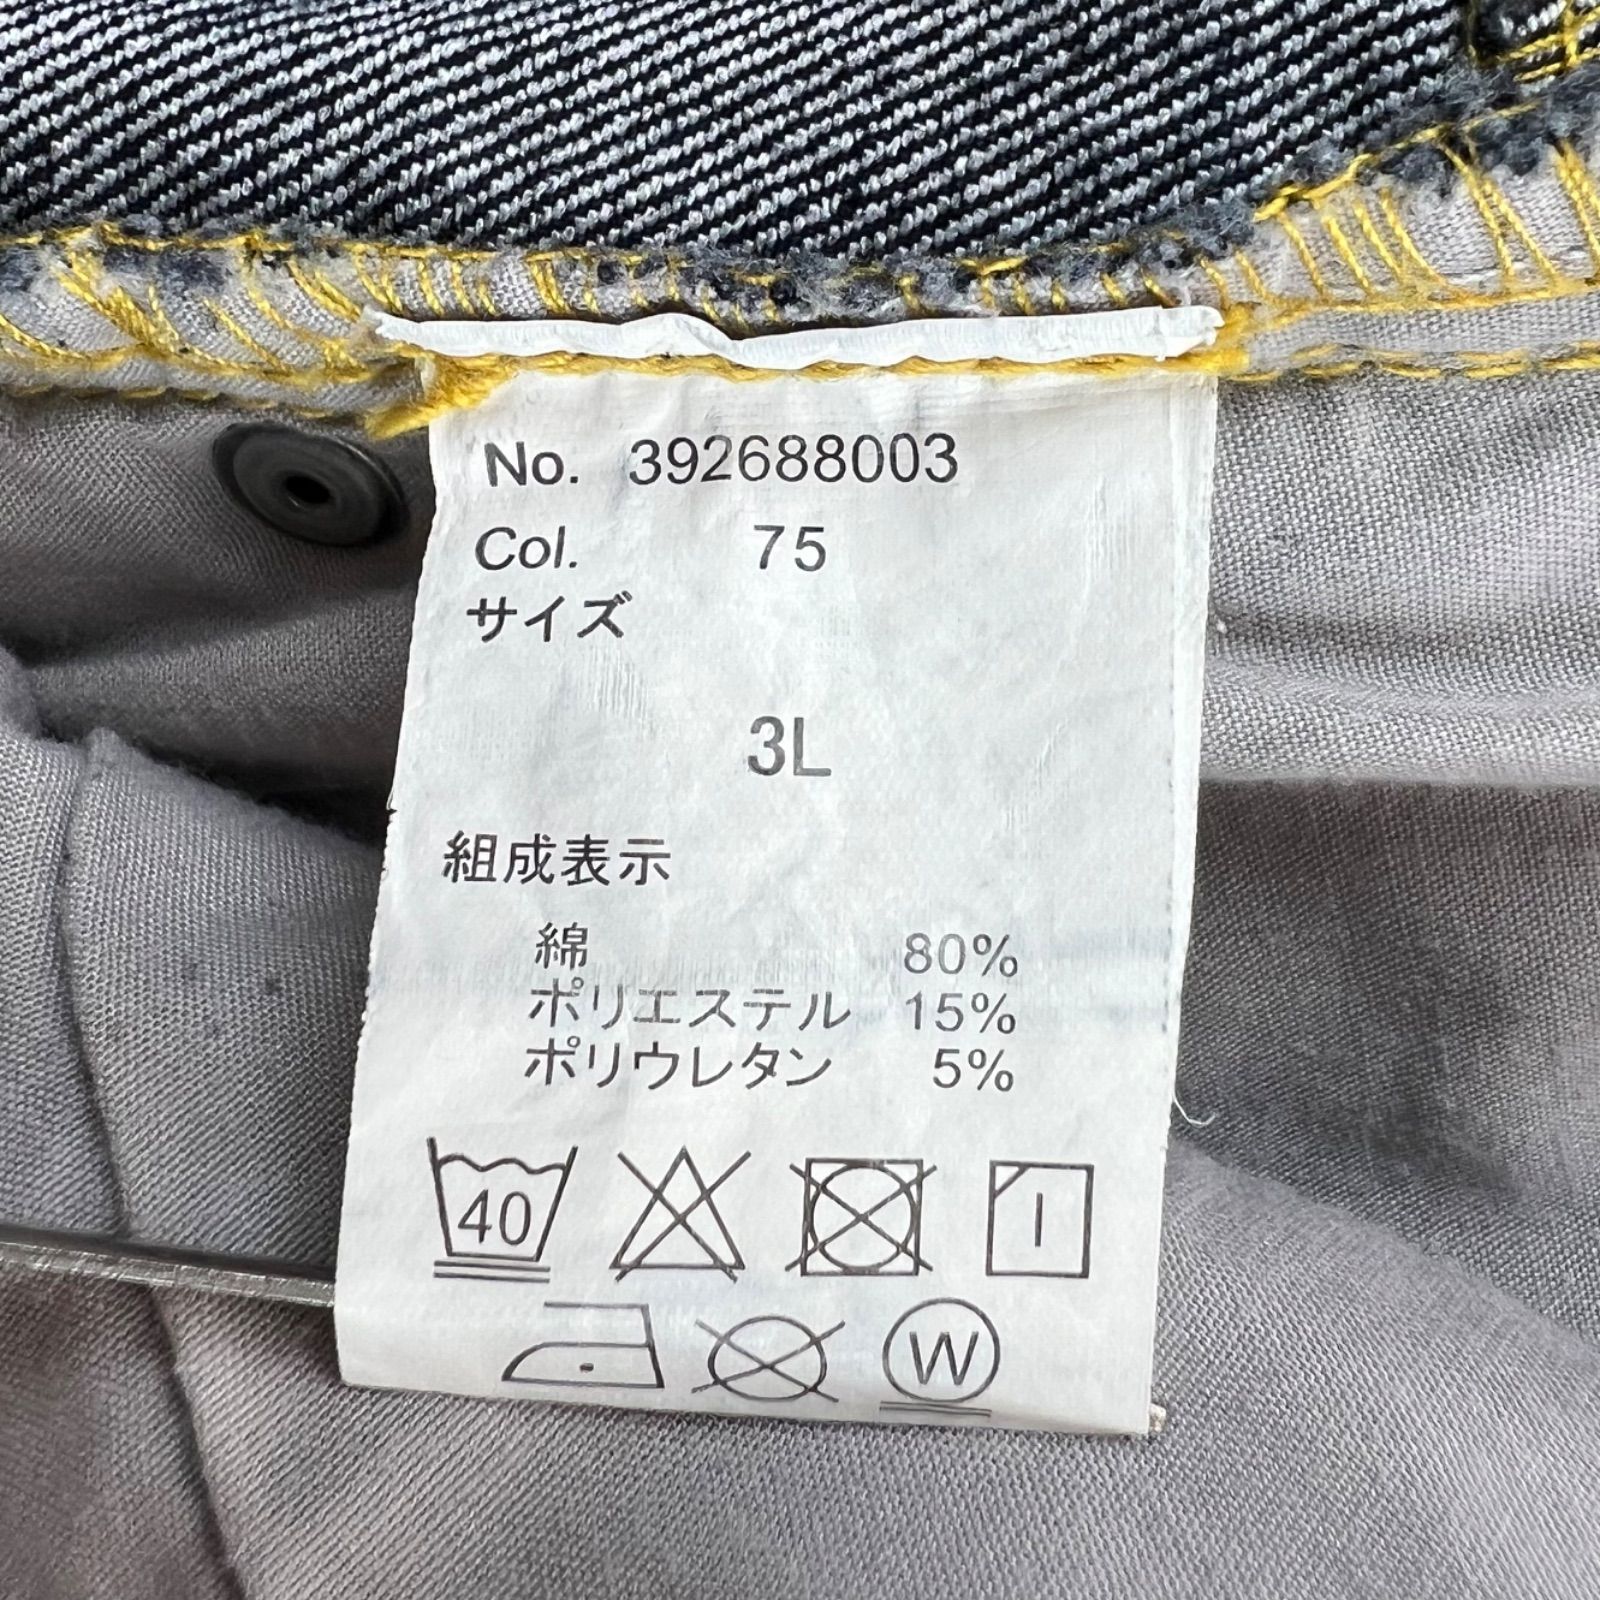 No. 392688003
Col. 75
サイズ
3L
組成表示
綿 80%
ポリエステル 15%
ポリウレタン 5%
40
W